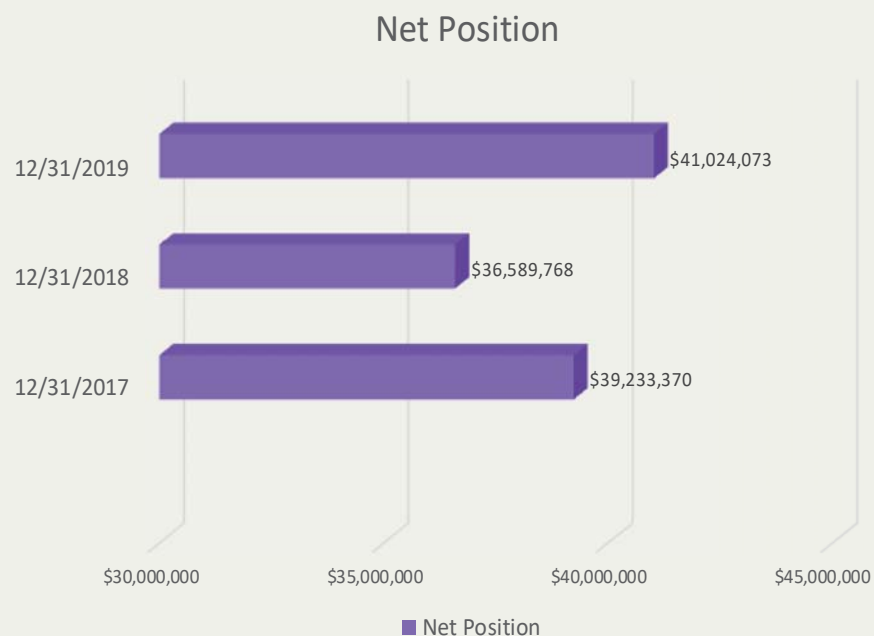 Net Position
12/31/2019
$41,024,073
12/31/2018
$36,589,768
12/31/2017
$39,233,370
$30,000,000 $35,000,000 $40,000,000 $45,000,000
Net Position